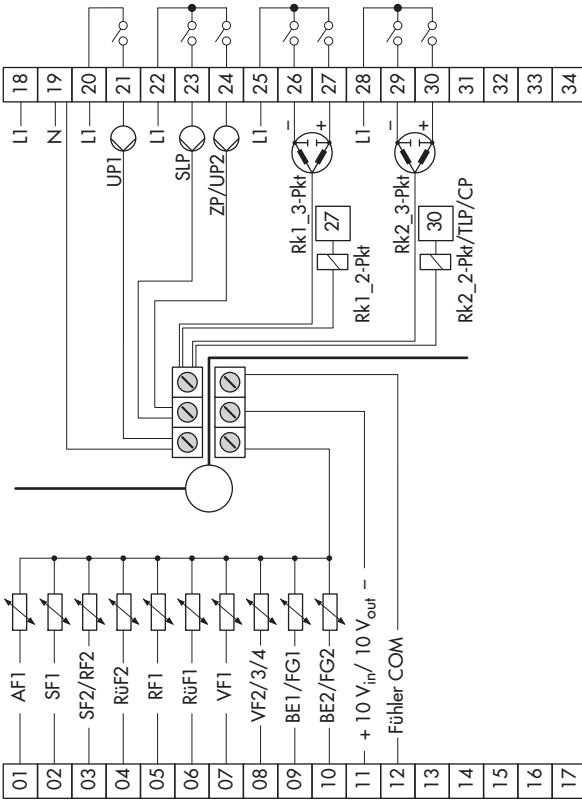 18
19
20
21
22
23
24
25
26
27
28
29
30
31
32
33
34
L1
N
L1
UP1
L1
SLP
ZP/UP2
L1
–
+
L1
–
+
Rk1_3-Pkt
27
Rk1_2-Pkt
Rk2_3-Pkt
30
Rk2_2-Pkt/TLP/CP
AF1
SF1
SF2/RF2
RüF2
RF1
RüF1
VF1
VF2/3/4
BE1/FG1
BE2/FG2
+ 10 Vin/ 10 Vout –
Fühler COM
01
02
03
04
05
06
07
08
09
10
11
12
13
14
15
16
17